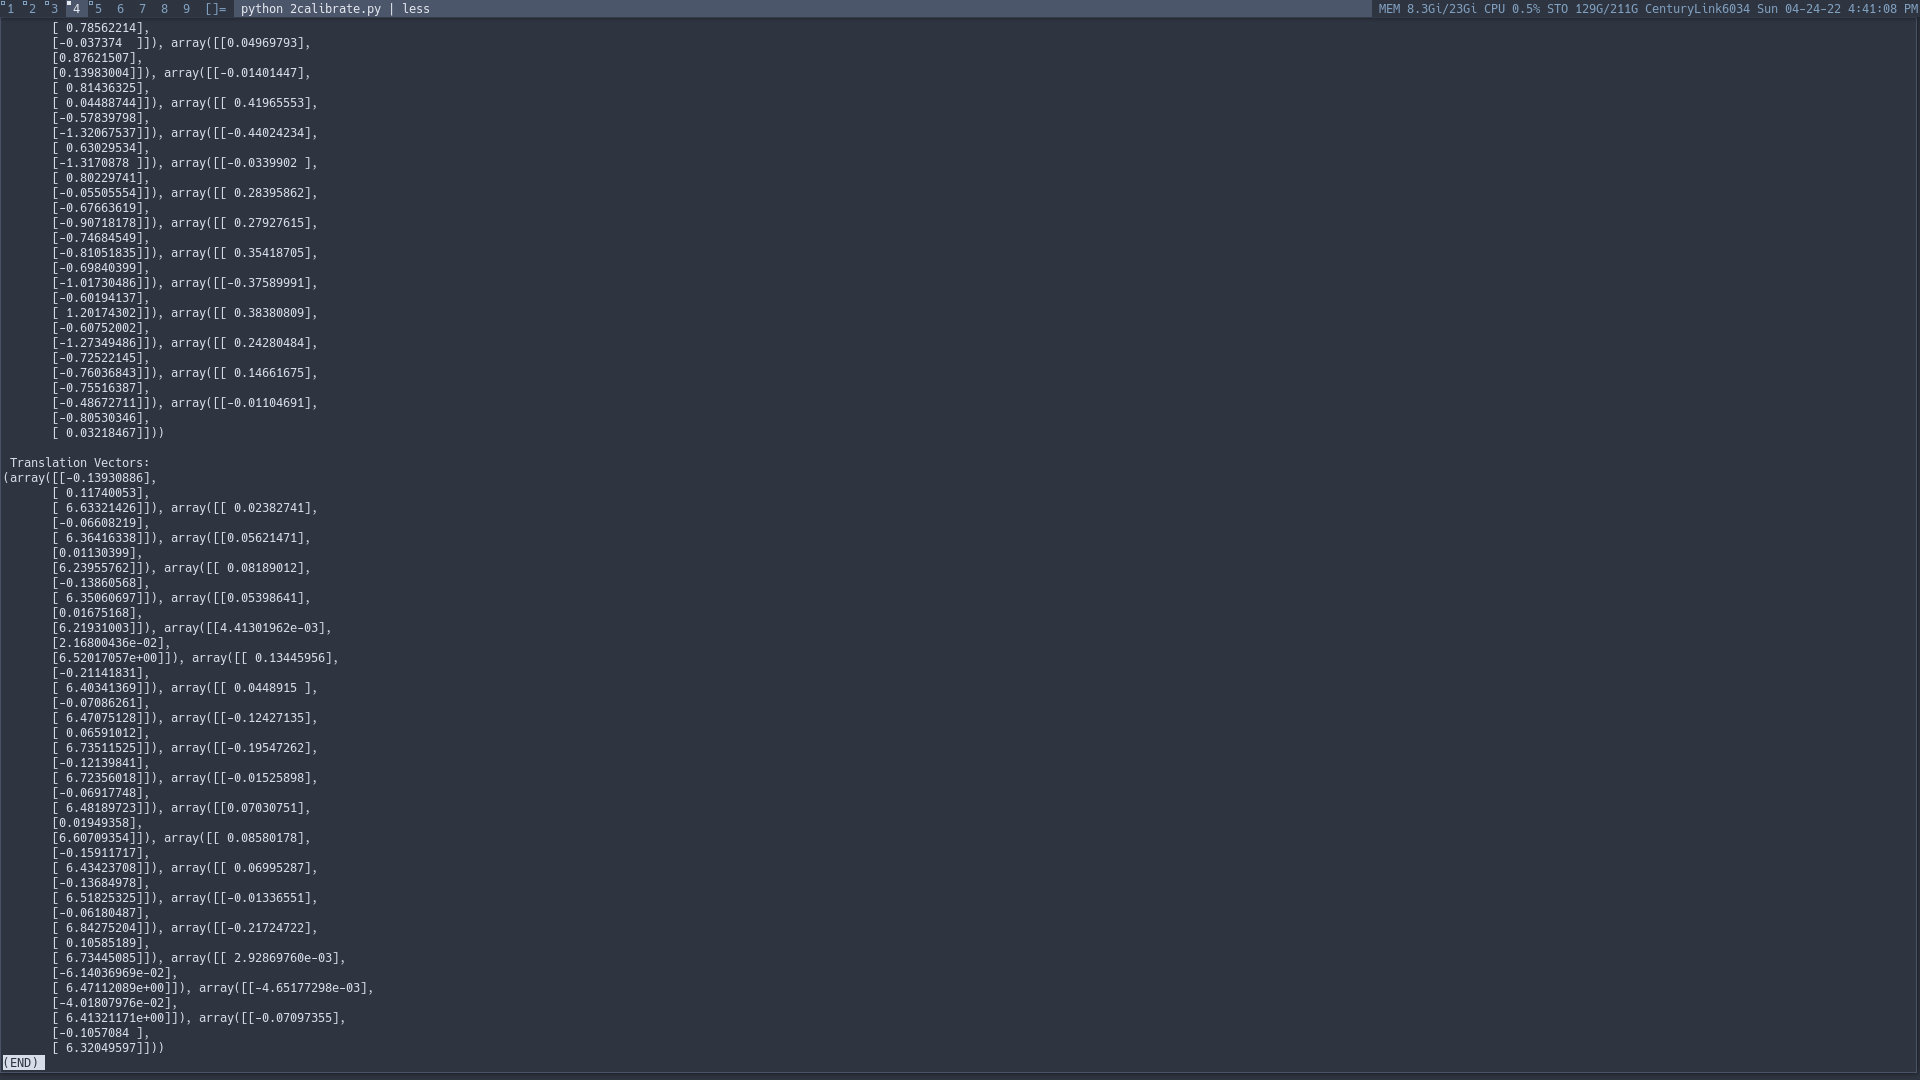 1 2 3 4 5 6 7 8 9 []= python 2calibrate.py | less MEM 8.3Gi/23Gi CPU 0.5% STO 129G/211G CenturyLink6034 Sun 04-24-22 4:41:08 PM
[ 0.78562214],
[-0.037374  ]]), array([[0.04969793],
[0.87621507],
[0.13983004]]), array([[-0.01401447],
[ 0.81436325],
[ 0.04488744]]), array([[ 0.41965553],
[-0.57839798],
[-1.32067537]]), array([[-0.44024234],
[ 0.63029534],
[-1.3170878 ]]), array([[-0.0339902 ],
[ 0.80229741],
[-0.05505554]]), array([[ 0.28395862],
[-0.67663619],
[-0.90718178]]), array([[ 0.27927615],
[-0.74684549],
[-0.81051835]]), array([[ 0.35418705],
[-0.69840399],
[-1.01730486]]), array([[-0.37589991],
[-0.60194137],
[ 1.20174302]]), array([[ 0.38380809],
[-0.60752002],
[-1.27349486]]), array([[ 0.24280484],
[-0.72522145],
[-0.76036843]]), array([[ 0.14661675],
[-0.75516387],
[-0.48672711]]), array([[-0.01104691],
[-0.80530346],
[ 0.03218467]]))
Translation Vectors:
(array([[-0.13930886],
[ 0.11740053],
[ 6.63321426]]), array([[ 0.02382741],
[-0.06608219],
[ 6.36416338]]), array([[0.05621471],
[0.01130399],
[6.23955762]]), array([[ 0.08189012],
[-0.13860568],
[ 6.35060697]]), array([[0.05398641],
[0.01675168],
[6.21931003]]), array([[4.41301962e-03],
[2.16800436e-02],
[6.52017057e+00]]), array([[ 0.13445956],
[-0.21141831],
[ 6.40341369]]), array([[ 0.0448915 ],
[-0.07086261],
[ 6.47075128]]), array([[-0.12427135],
[ 0.06591012],
[ 6.73511525]]), array([[-0.19547262],
[-0.12139841],
[ 6.72356018]]), array([[-0.01525898],
[-0.06917748],
[ 6.48189723]]), array([[0.07030751],
[0.01949358],
[6.60709354]]), array([[ 0.08580178],
[-0.15911717],
[ 6.43423708]]), array([[ 0.06995287],
[-0.13684978],
[ 6.51825325]]), array([[-0.01336551],
[-0.06180487],
[ 6.84275204]]), array([[-0.21724722],
[ 0.10585189],
[ 6.73445085]]), array([[ 2.92869760e-03],
[-6.14036969e-02],
[ 6.47112089e+00]]), array([[-4.65177298e-03],
[-4.01807976e-02],
[ 6.41321171e+00]]), array([[-0.07097355],
[-0.1057084 ],
[ 6.32049597]]))
(END)